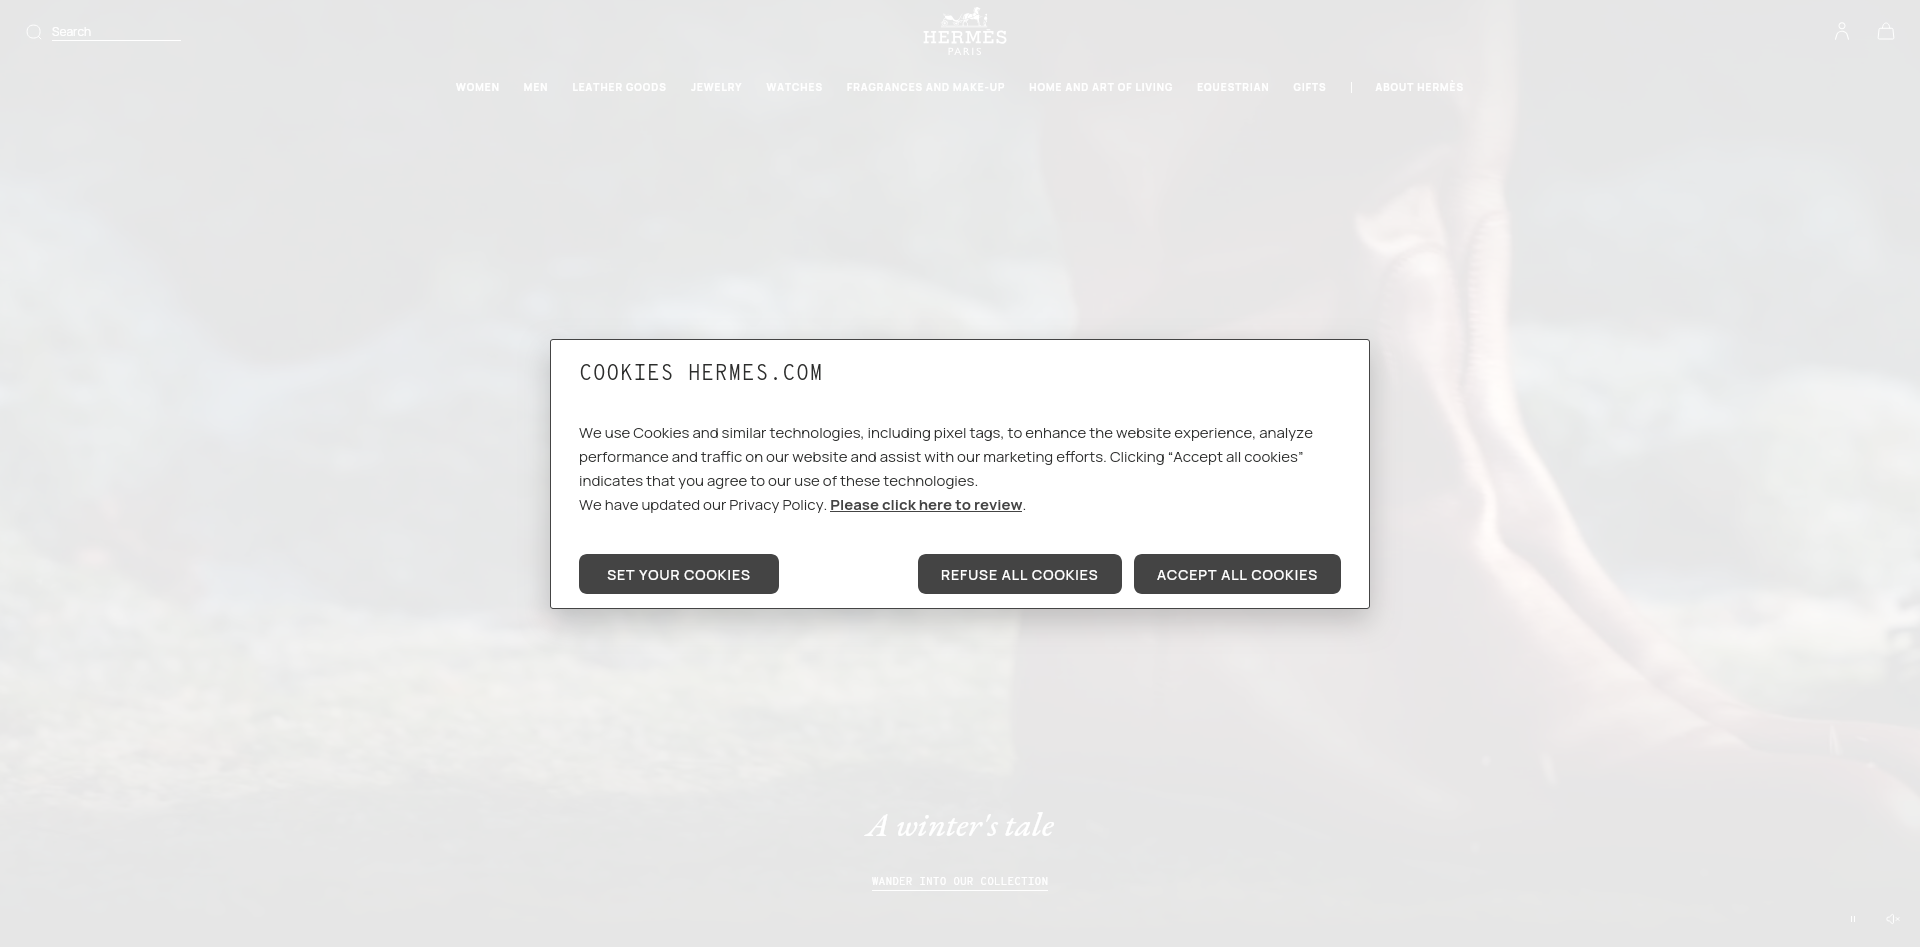 Search
HERMÈS
PARIS
WOMEN MEN LEATHER GOODS JEWELRY WATCHES FRAGRANCES AND MAKE-UP HOME AND ART OF LIVING EQUESTRIAN GIFTS | ABOUT HERMÈS
COOKIES HERMES.COM
We use Cookies and similar technologies, including pixel tags, to enhance the website experience, analyze
performance and traffic on our website and assist with our marketing efforts. Clicking “Accept all cookies”
indicates that you agree to our use of these technologies.
We have updated our Privacy Policy. Please click here to review.
SET YOUR COOKIES REFUSE ALL COOKIES ACCEPT ALL COOKIES
A winter's tale
WANDER INTO OUR COLLECTION